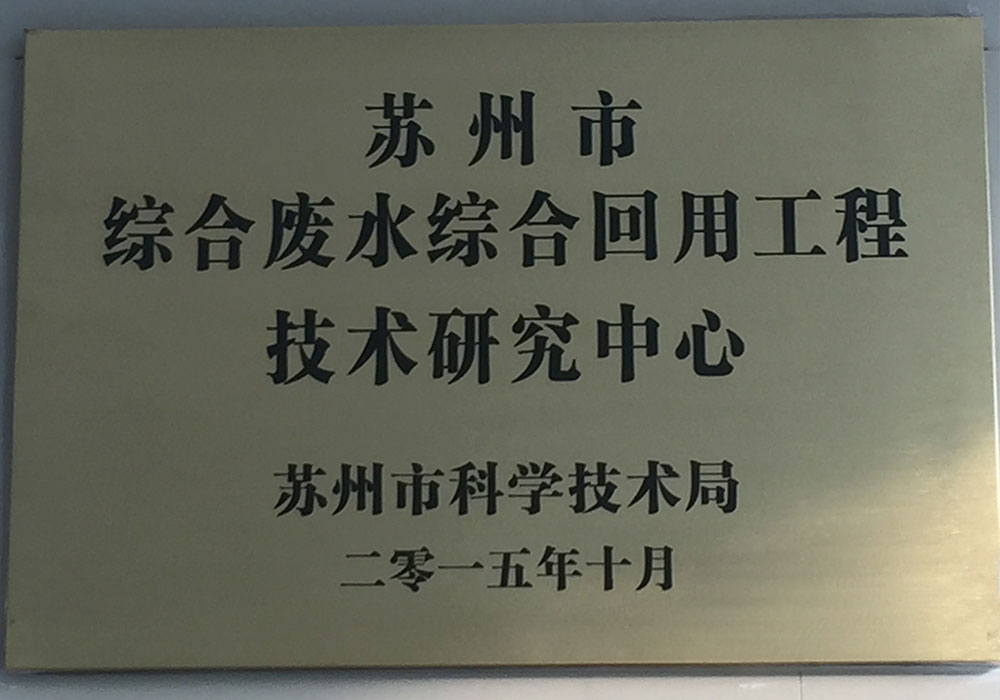 苏州市
综合废水综合回用工程
技术研究中心
苏州市科学技术局
二零一五年十月